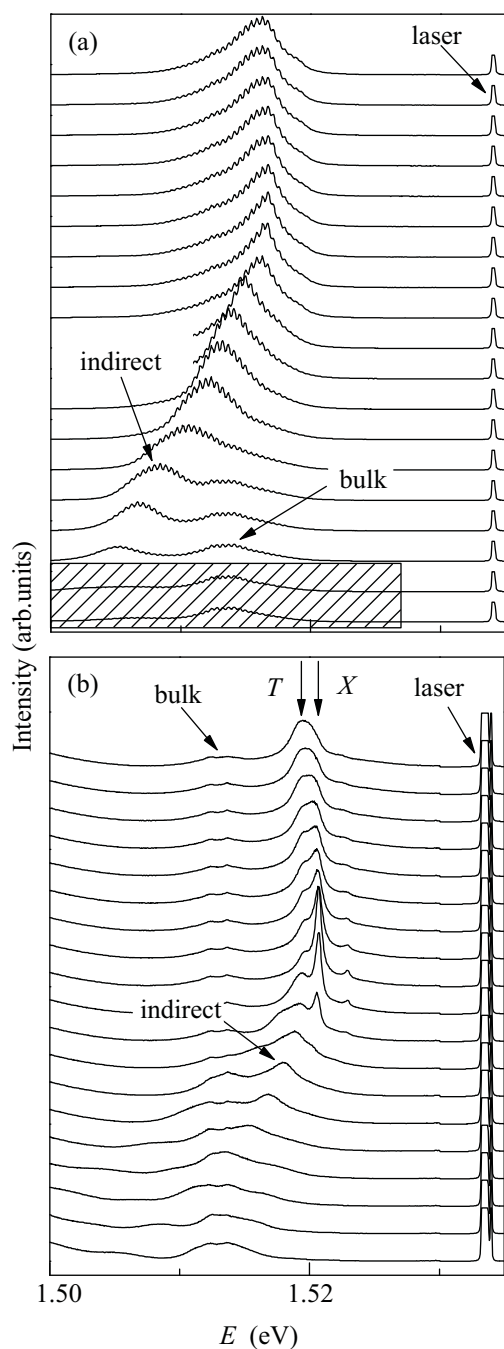 (a)
laser
indirect
bulk
Intensity (arb.units)
(b)
T X
bulk
laser
indirect
1.50 1.52
E (eV)